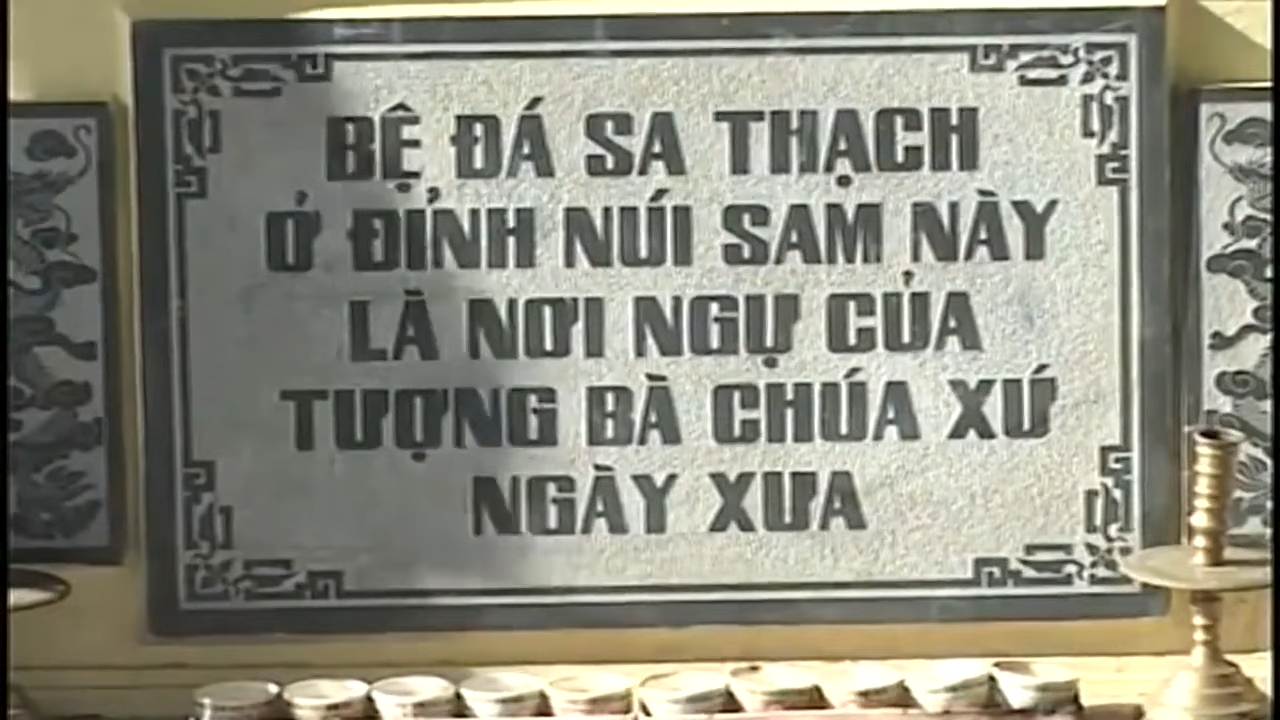 BỆ ĐÁ SA THẠCH
Ở ĐỈNH NÚI SAM NÀY
LÀ NƠI NGỰ CỦA
TƯỢNG BÀ CHÚA XỨ
NGÀY XƯA